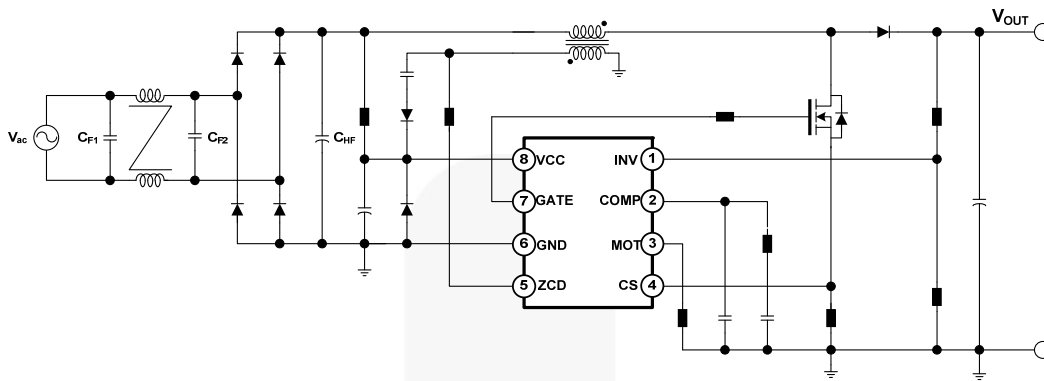 VOUT
Vac
CF1
CF2
CHF
8 VCC
INV 1
7 GATE
COMP 2
6 GND
MOT 3
5 ZCD
CS 4